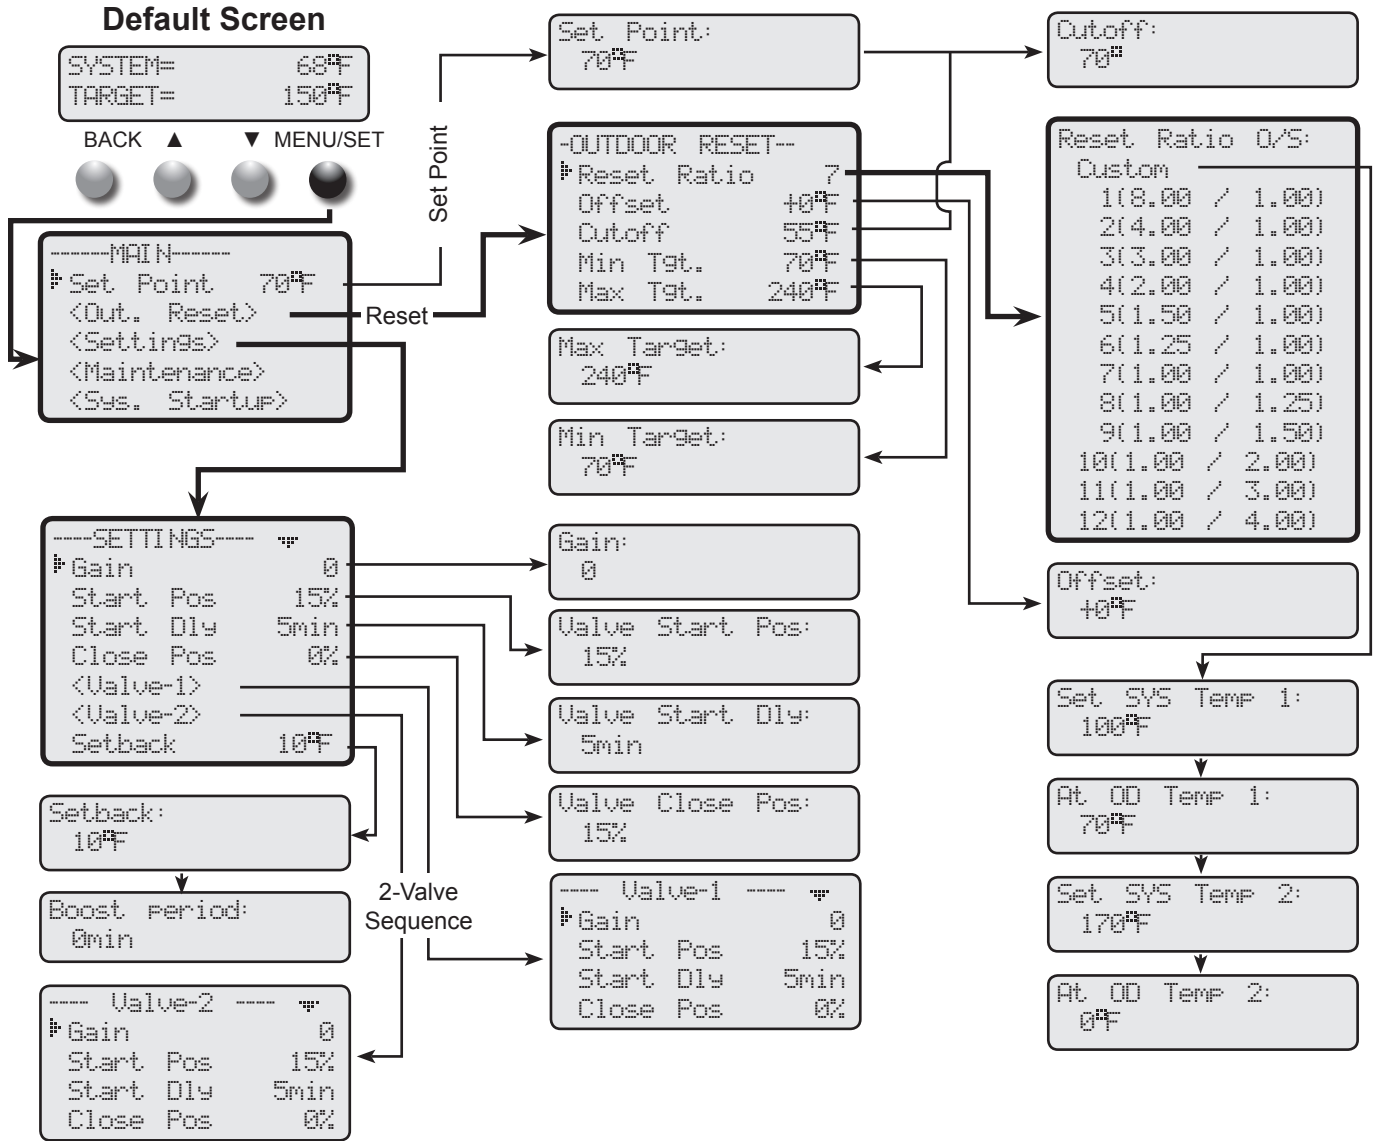 Default Screen
SYSTEM= 68°F
TARGET= 150°F
BACK ▲ ▼ MENU/SET
------MAIN------
Set Point 70°F
<Out. Reset>
<Settings>
<Maintenance>
<Sys. Startup>
Set Point
Reset
Set Point:
70°F
-OUTDOOR RESET--
Reset Ratio 7
Offset +0°F
Cutoff 55°F
Min Tgt. 70°F
Max Tgt. 240°F
Max Target:
240°F
Min Target:
70°F
Cutoff:
70°
Reset Ratio O/S:
Custom
1(8.00 / 1.00)
2(4.00 / 1.00)
3(3.00 / 1.00)
4(2.00 / 1.00)
5(1.50 / 1.00)
6(1.25 / 1.00)
7(1.00 / 1.00)
8(1.00 / 1.25)
9(1.00 / 1.50)
10(1.00 / 2.00)
11(1.00 / 3.00)
12(1.00 / 4.00)
Offset:
+0°F
Set SYS Temp 1:
100°F
At OD Temp 1:
70°F
Set SYS Temp 2:
170°F
At OD Temp 2:
0°F
----SETTINGS----
Gain 0
Start Pos 15%
Start Dly 5min
Close Pos 0%
<Valve-1>
<Valve-2>
Setback 10°F
Gain:
0
Valve Start Pos:
15%
Valve Start Dly:
5min
Valve Close Pos:
15%
Setback:
10°F
Boost period:
0min
2-Valve
Sequence
---- Valve-1 ----
Gain 0
Start Pos 15%
Start Dly 5min
Close Pos 0%
---- Valve-2 ----
Gain 0
Start Pos 15%
Start Dly 5min
Close Pos 0%